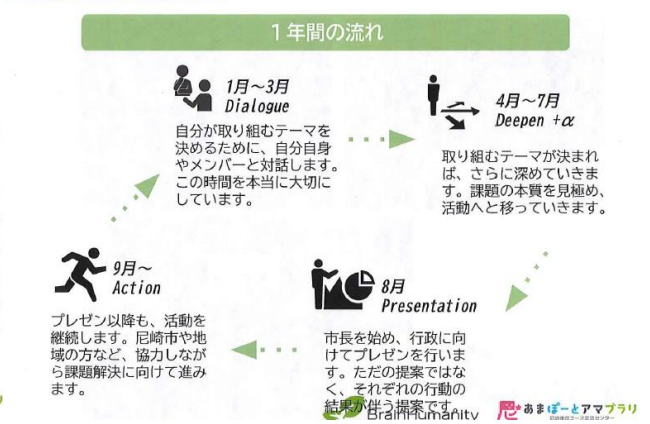 1年間の流れ
1月～3月
Dialogue
自分が取り組むテーマを
決めるために、自分自身
やメンバーと対話します。
この時間を本当に大切に
しています。
4月～7月
Deepen +α
取り組むテーマが決まれ
ば、さらに深めていきま
す。課題の本質を見極め、
活動へと移っていきます。
8月
Presentation
市長を始め、行政に向
けてプレゼンを行いま
す。ただの提案ではな
く、それぞれの行動の
結果が伴う提案です。
9月～
Action
プレゼン以降も、活動を
継続します。尼崎市や地
域の方など、協力しなが
ら課題解決に向けて進み
ます。
BrainHumanity
あまぽーとアマブラリ